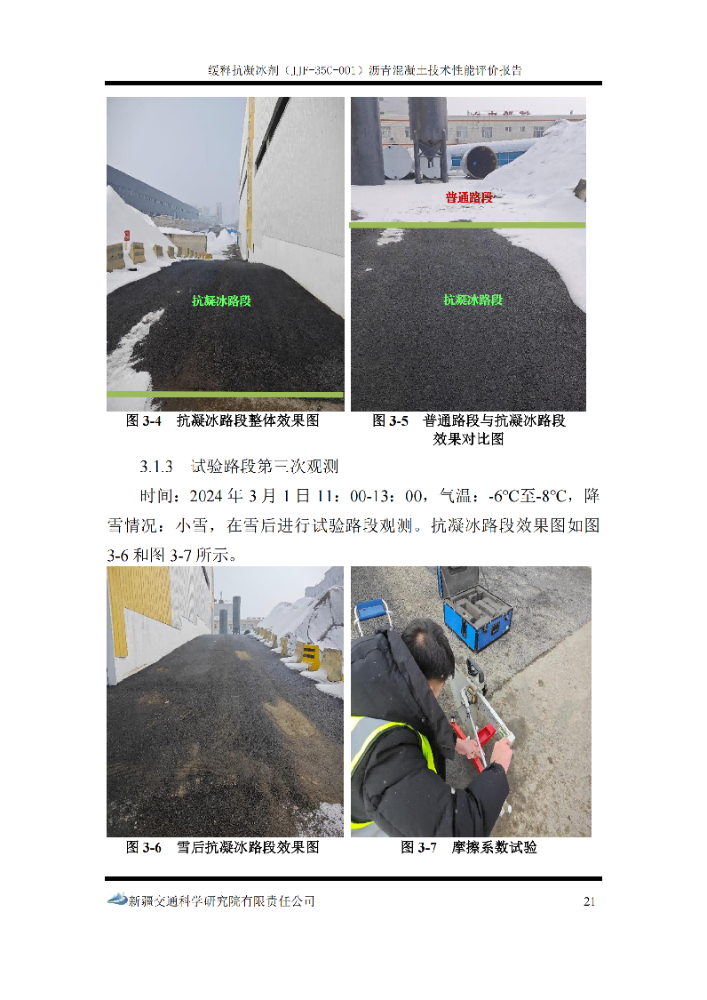 缓释抗凝冰剂（JJF-35C-001）沥青混凝土技术性能评价报告
抗凝冰路段
普通路段
抗凝冰路段
图 3-4 抗凝冰路段整体效果图
图 3-5 普通路段与抗凝冰路段
效果对比图
3.1.3 试验路段第三次观测
时间：2024 年 3 月 1 日 11：00-13：00，气温：-6℃至-8℃，降
雪情况：小雪，在雪后进行试验路段观测。抗凝冰路段效果图如图
3-6 和图 3-7 所示。
图 3-6 雪后抗凝冰路段效果图
图 3-7 摩擦系数试验
新疆交通科学研究院有限责任公司
21